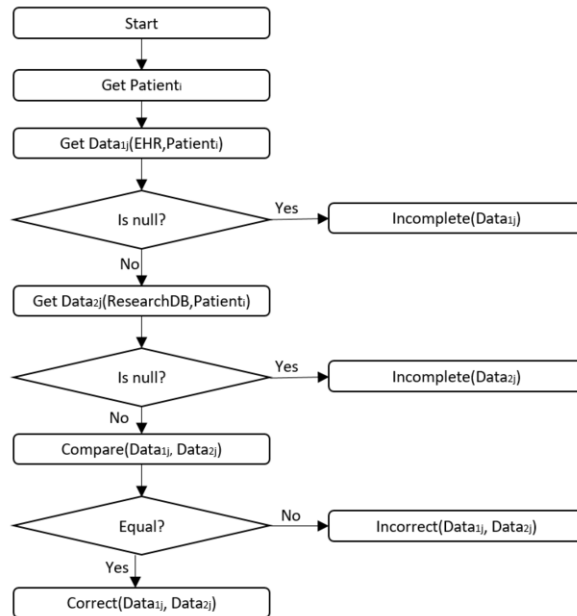 Start
Get Patientᵢ
Get Data₁ⱼ(EHR,Patientᵢ)
Is null?
Yes
Incomplete(Data₁ⱼ)
No
Get Data₂ⱼ(ResearchDB,Patientᵢ)
Is null?
Yes
Incomplete(Data₂ⱼ)
No
Compare(Data₁ⱼ, Data₂ⱼ)
Equal?
No
Incorrect(Data₁ⱼ, Data₂ⱼ)
Yes
Correct(Data₁ⱼ, Data₂ⱼ)